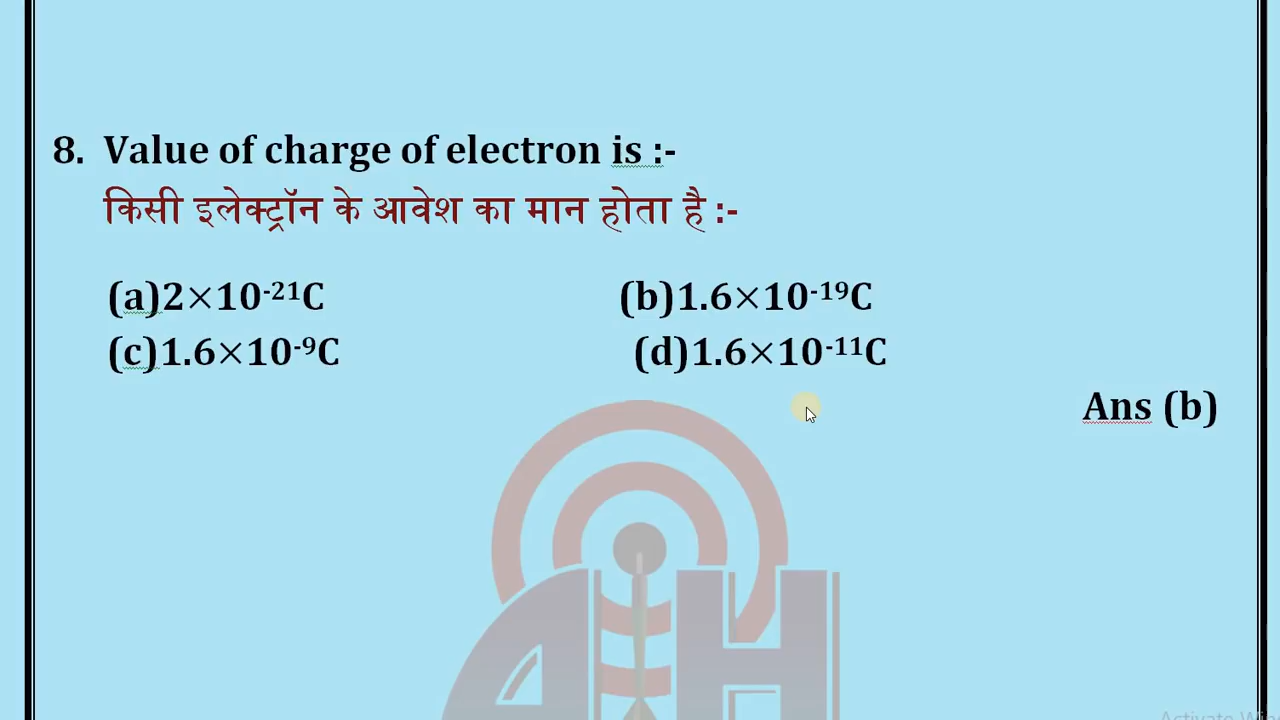 8. Value of charge of electron is :-
किसी इलेक्ट्रॉन के आवेश का मान होता है :-
(a)2×10⁻²¹C (b)1.6×10⁻¹⁹C
(c)1.6×10⁻⁹C (d)1.6×10⁻¹¹C
Ans (b)
AH